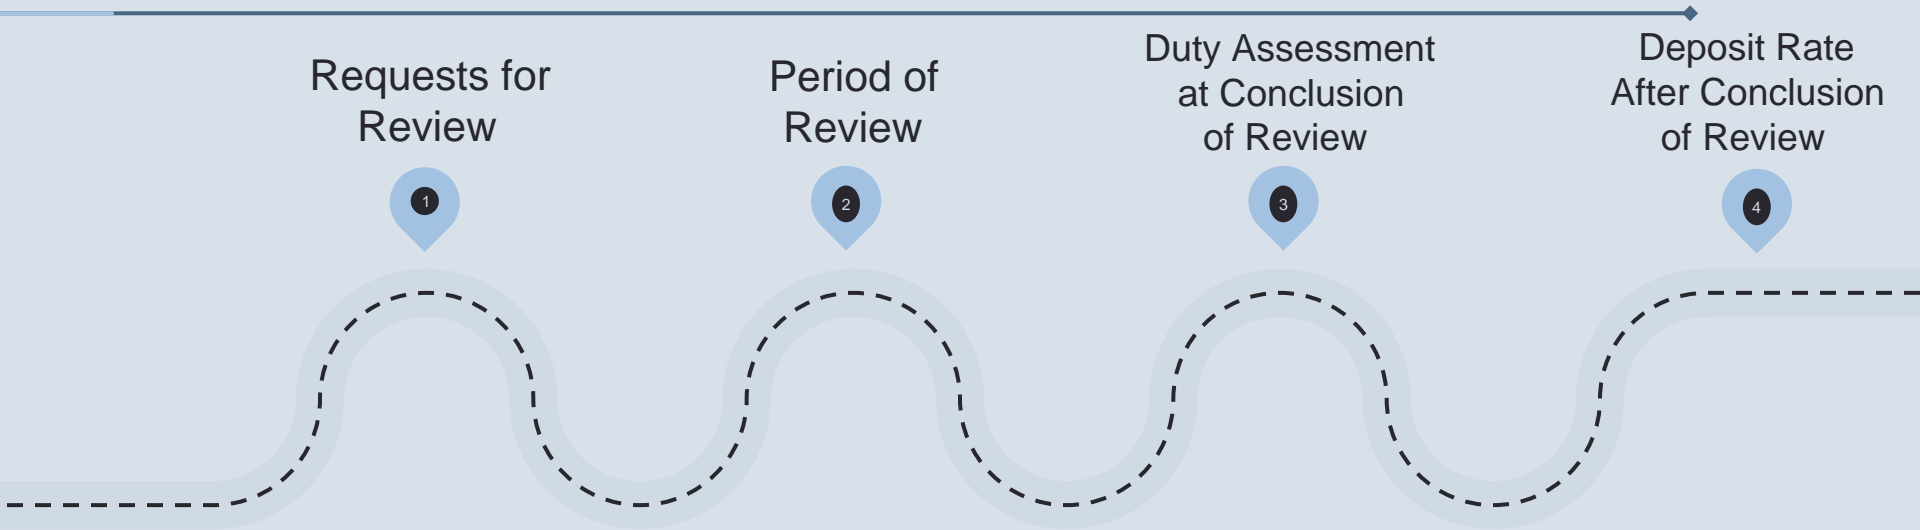 Requests for
Review
1
Period of
Review
2
Duty Assessment
at Conclusion
of Review
3
Deposit Rate
After Conclusion
of Review
4